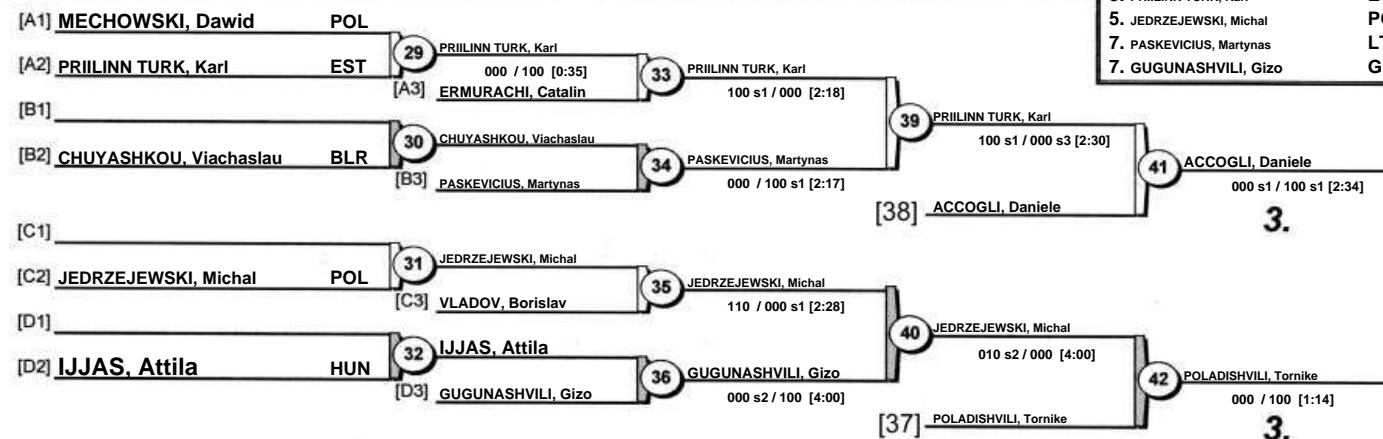 5. JEDRZEJEWSKI, Michal
7. PASKEVICIUS, Martynas
7. GUGUNASHVILI, Gizo
[A1] MECHOWSKI, Dawid POL
[A2] PRIILINN TURK, Karl EST
29
PRIILINN TURK, Karl
000 / 100 [0:35]
[A3] ERMURACHI, Catalin
33
PRIILINN TURK, Karl
100 s1 / 000 [2:18]
[B1]
[B2] CHUYASHKOU, Viachaslau BLR
30
CHUYASHKOU, Viachaslau
[B3] PASKEVICIUS, Martynas
34
PASKEVICIUS, Martynas
000 / 100 s1 [2:17]
39
PRIILINN TURK, Karl
100 s1 / 000 s3 [2:30]
[38] ACCOGLI, Daniele
41
ACCOGLI, Daniele
000 s1 / 100 s1 [2:34]
3.
[C1]
[C2] JEDRZEJEWSKI, Michal POL
31
JEDRZEJEWSKI, Michal
[C3] VLADOV, Borislav
35
JEDRZEJEWSKI, Michal
110 / 000 s1 [2:28]
[D1]
[D2] IJJAS, Attila HUN
32
IJJAS, Attila
[D3] GUGUNASHVILI, Gizo
36
GUGUNASHVILI, Gizo
000 s2 / 100 [4:00]
40
JEDRZEJEWSKI, Michal
010 s2 / 000 [4:00]
[37] POLADISHVILI, Tornike
42
POLADISHVILI, Tornike
000 / 100 [1:14]
3.